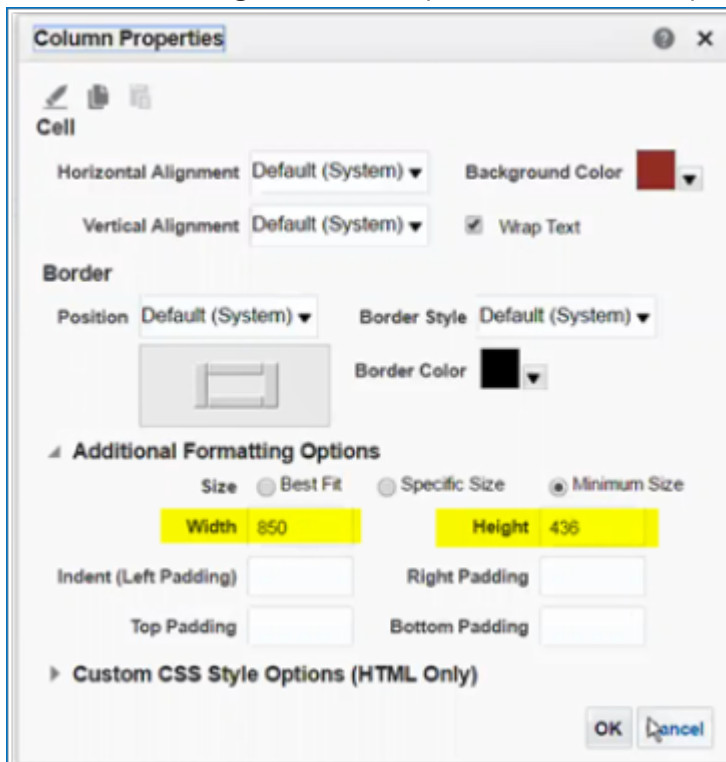 Column Properties
Cell
Horizontal Alignment Default (System) Background Color
Vertical Alignment Default (System) Wrap Text
Border
Position Default (System) Border Style Default (System)
Border Color
Additional Formatting Options
Size Best Fit Specific Size Minimum Size
Width 850 Height 436
Indent (Left Padding) Right Padding
Top Padding Bottom Padding
Custom CSS Style Options (HTML Only)
OK Cancel